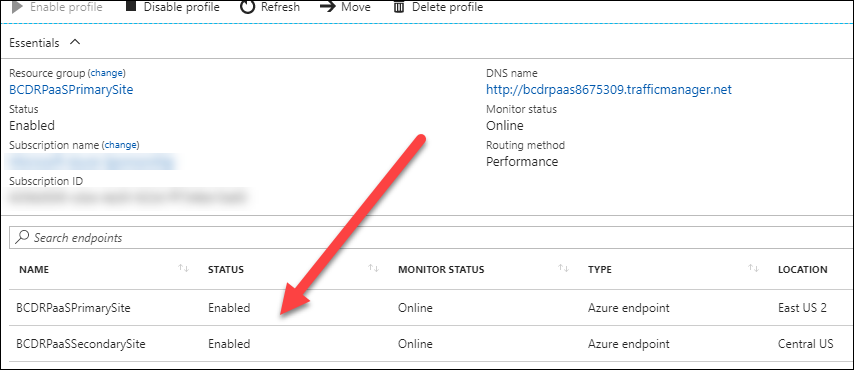 Enable profile Disable profile Refresh Move Delete profile
Essentials
Resource group (change)
BCDRPaaSPrimarySite
Status
Enabled
Subscription name (change)
Subscription ID
DNS name
http://bcdrpaas8675309.trafficmanager.net
Monitor status
Online
Routing method
Performance
Search endpoints
NAME STATUS MONITOR STATUS TYPE LOCATION
BCDRPaaSPrimarySite Enabled Online Azure endpoint East US 2
BCDRPaaSSecondarySite Enabled Online Azure endpoint Central US